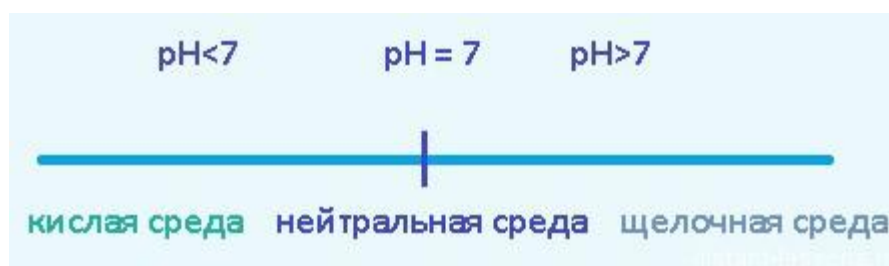 pH<7 pH = 7 pH>7
кислая среда нейтральная среда щелочная среда